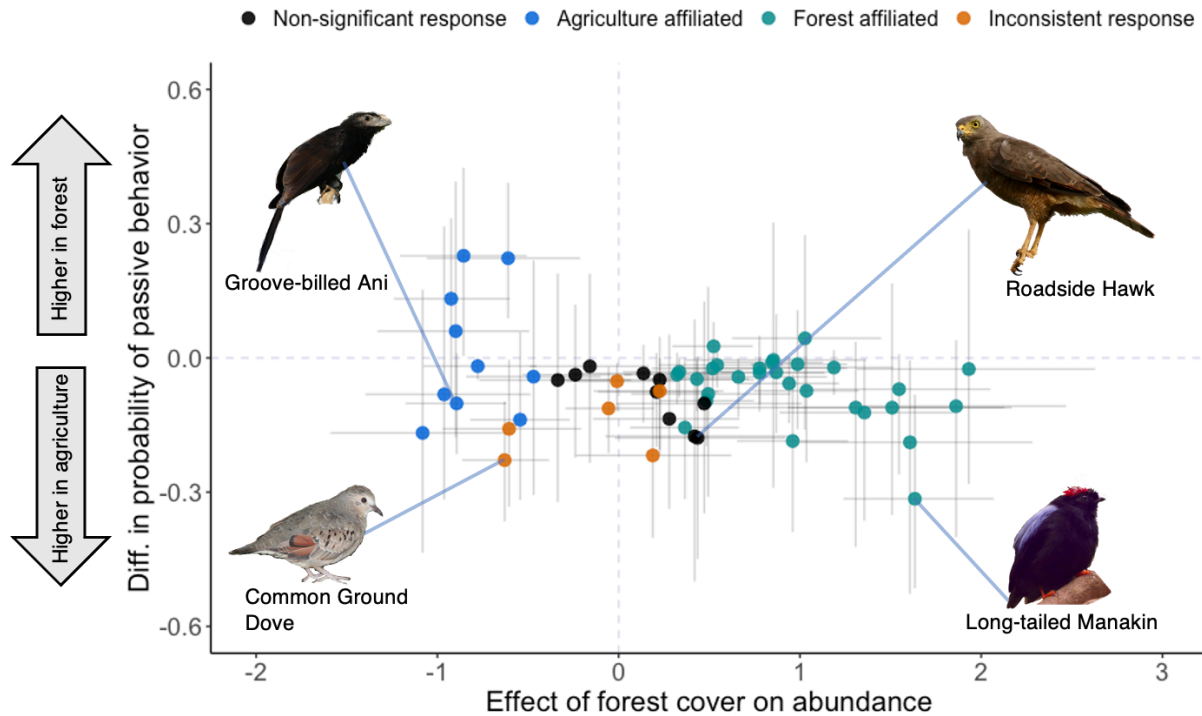 Non-significant response Agriculture affiliated Forest affiliated Inconsistent response
Diff. in probability of passive behavior
Higher in forest
Higher in agriculture
0.6
0.3
0.0
-0.3
-0.6
Groove-billed Ani
Roadside Hawk
Common Ground
Dove
Long-tailed Manakin
-2 -1 0 1 2 3
Effect of forest cover on abundance